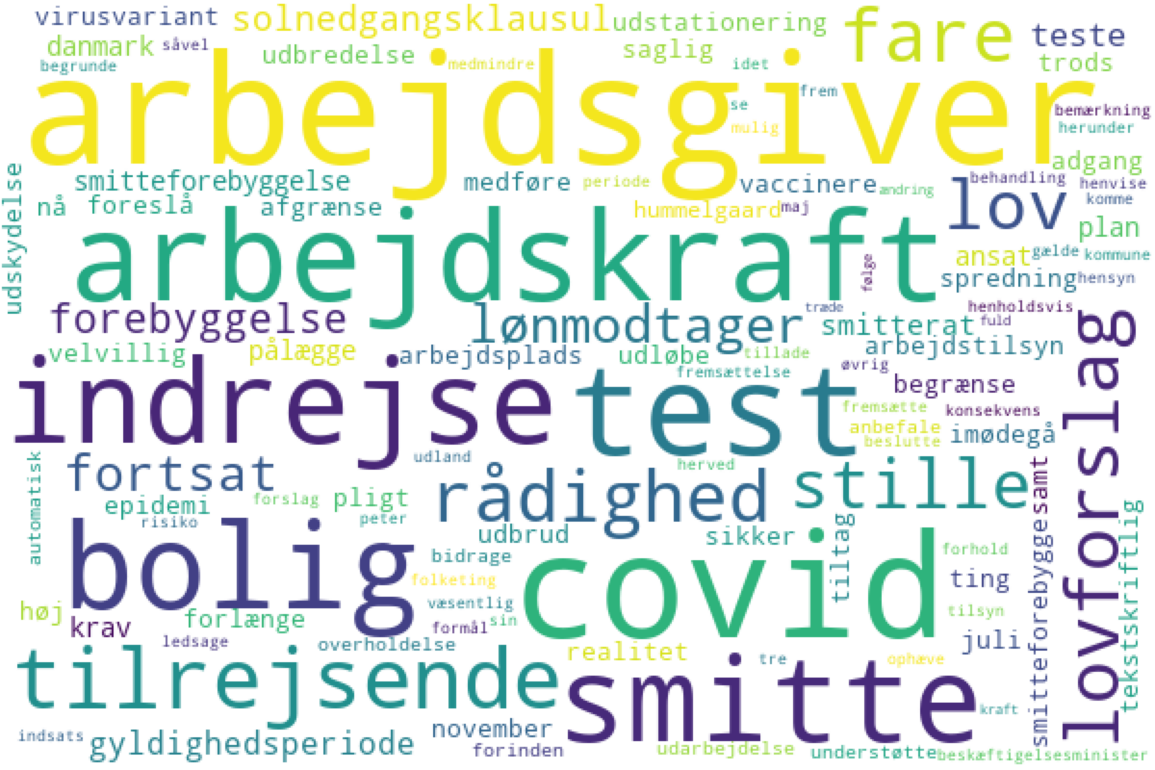 virusvariant
solnedgangsklausul
udstationering
fare
teste
danmark
såvel
udbredelse
saglig
trods
begrunde
medmindre
idet
arbejdsgiver
frem
se
mulig
bemærkning
herunder
adgang
udskydelse
smitteforebyggelse
medføre
periode
vaccinere
ændring
behandling
henvise
lov
komme
nå
foreslå
afgrænse
hummelgaard
maj
plan
arbejdskraft
ansat
gælde
kommune
følge
spredning
hensyn
forebyggelse
lønmodtager
træde
henholdsvis
fuld
smitterat
arbejdstilsyn
velvillig
pålægge
arbejdsplads
udløbe
tillade
lovforslag
indrejse
test
fremsættelse
øvrig
begrænse
fremsætte
konsekvens
anbefale
beslutte
imødegå
udland
automatisk
fortsat
rådighed
herved
stille
samt
epidemi
forslag
pligt
peter
risiko
udbrud
sikker
tiltag
smitteforebygge
tekstskriftlig
bolig
bidrage
covid
forhold
folketing
ting
væsentlig
høj
forlænge
sin
tilsyn
krav
formål
ledsage
overholdelse
juli
tilrejsende
realitet
smitte
tre
ophæve
kraft
november
indsats
gyldighedsperiode
forinden
udarbejdelse
understøtte
beskæftigelsesminister